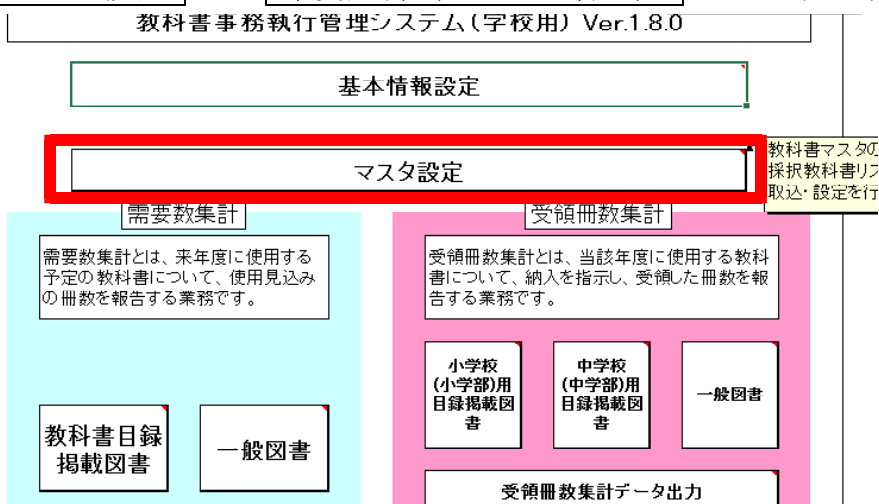 教科書事務執行管理システム(学校用) Ver.1.8.0
基本情報設定
マスタ設定
教科書マスタの
採択教科書リス
取込・設定を行
需要数集計
需要数集計とは、来年度に使用する
予定の教科書について、使用見込み
の冊数を報告する業務です。
教科書目録
掲載図書
一般図書
受領冊数集計
受領冊数集計とは、当該年度に使用する教科
書について、納入を指示し、受領した冊数を報
告する業務です。
小学校
(小学部)用
目録掲載図
書
中学校
(中学部)用
目録掲載図
書
一般図書
受領冊数集計データ出力